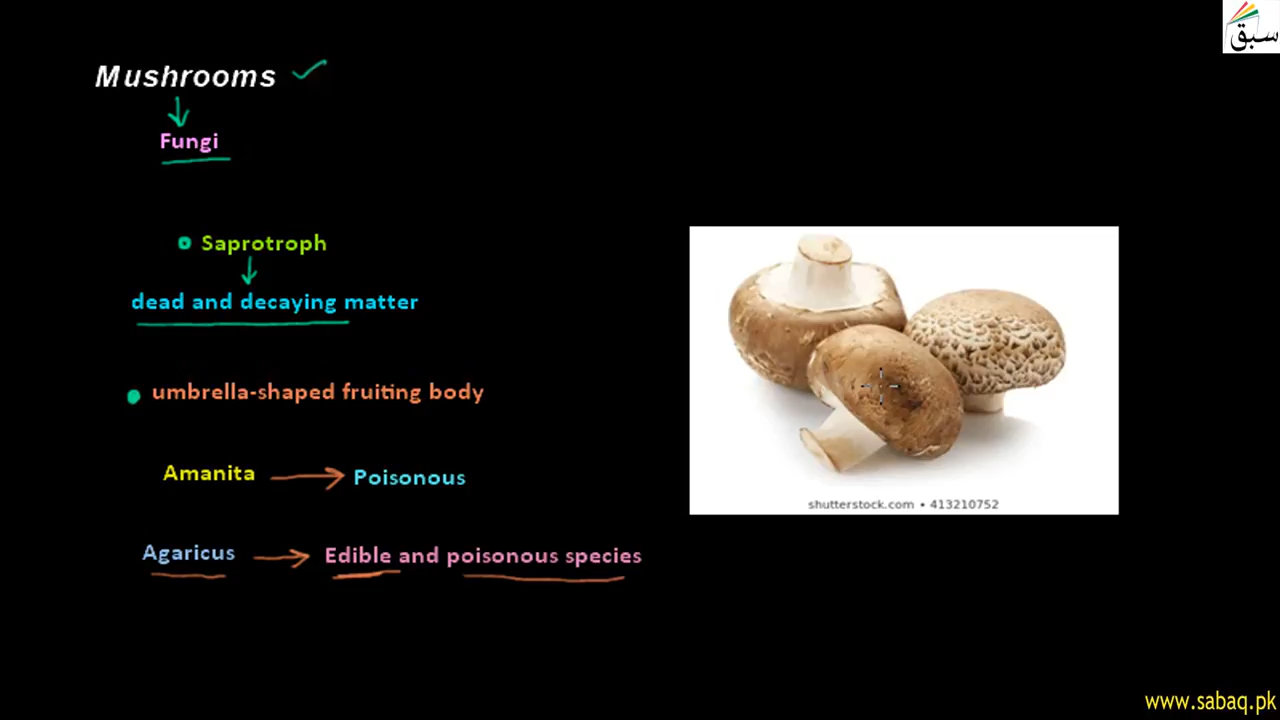 سبق
Mushrooms
Fungi
Saprotroph
dead and decaying matter
umbrella-shaped fruiting body
Amanita
Poisonous
Agaricus
Edible and poisonous species
shutterstock.com • 413210752
www.sabaq.pk